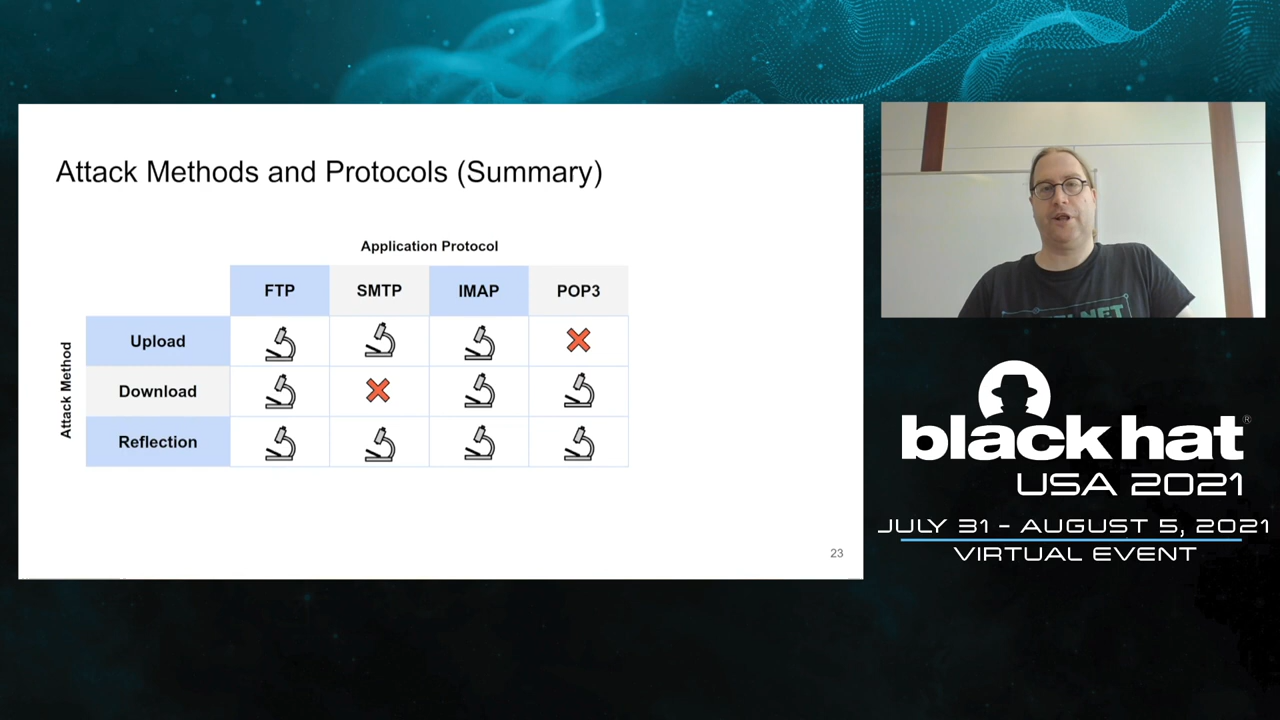 Attack Methods and Protocols (Summary)
Application Protocol
FTP SMTP IMAP POP3
Attack Method
Upload
Download
Reflection
23
black hat®
USA 2021
JULY 31 - AUGUST 5, 2021
VIRTUAL EVENT